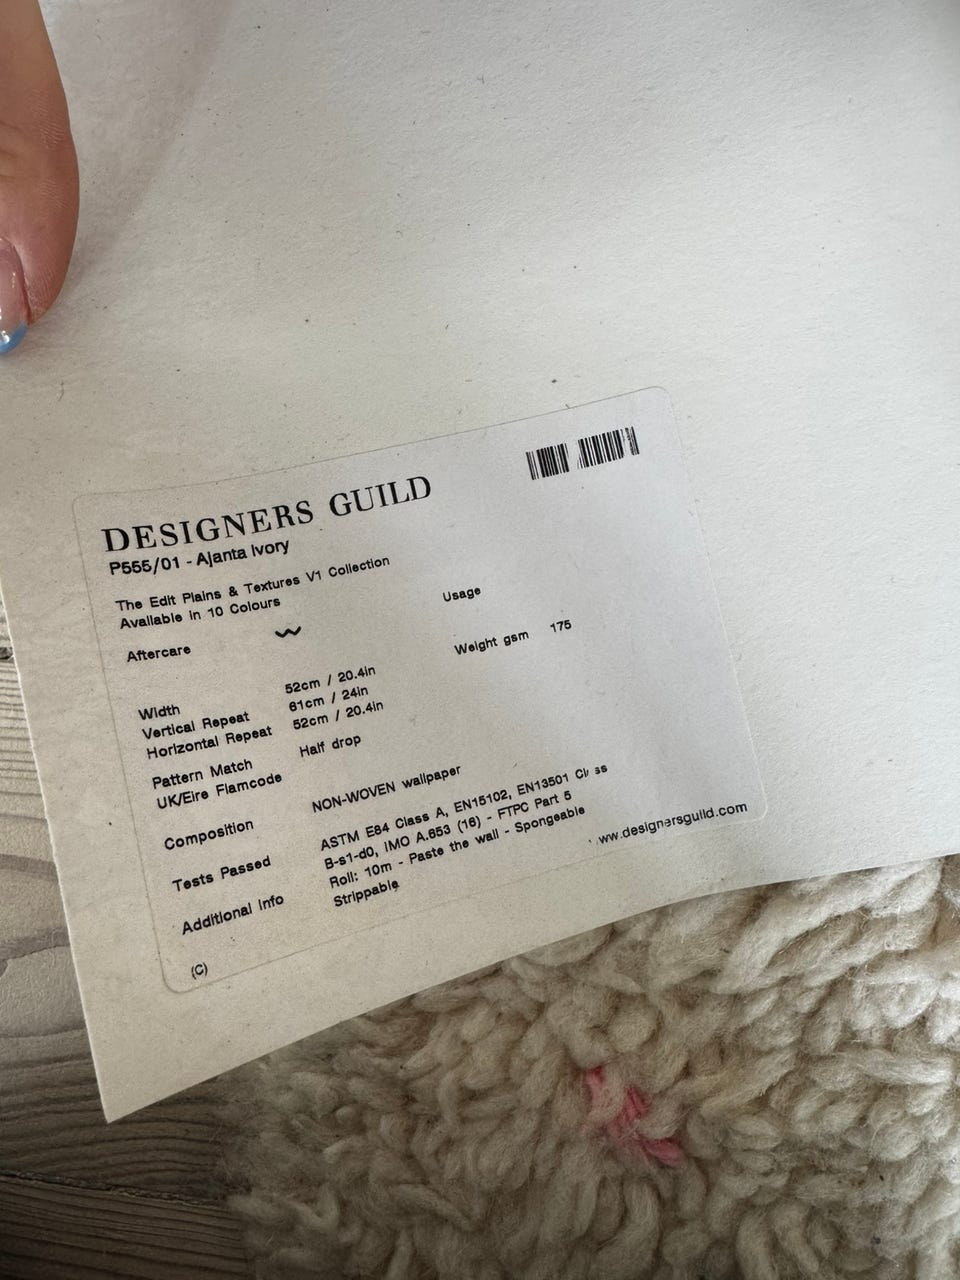 DESIGNERS GUILD
P555/01 - Ajanta Ivory
The Edit Plains & Textures V1 Collection
Available in 10 Colours
Aftercare
Usage
Width 52cm / 20.4in
Weight gsm 175
Vertical Repeat 61cm / 24in
Horizontal Repeat 52cm / 20.4in
Pattern Match Half drop
UK/Eire Flamcode
Composition NON-WOVEN wallpaper
Tests Passed ASTM E84 Class A, EN15102, EN13501 Class
B-s1-d0, IMO A.653 (16) - FTPC Part 5
Additional Info Roll: 10m - Paste the wall - Spongeable
Strippable
www.designersguild.com
(C)